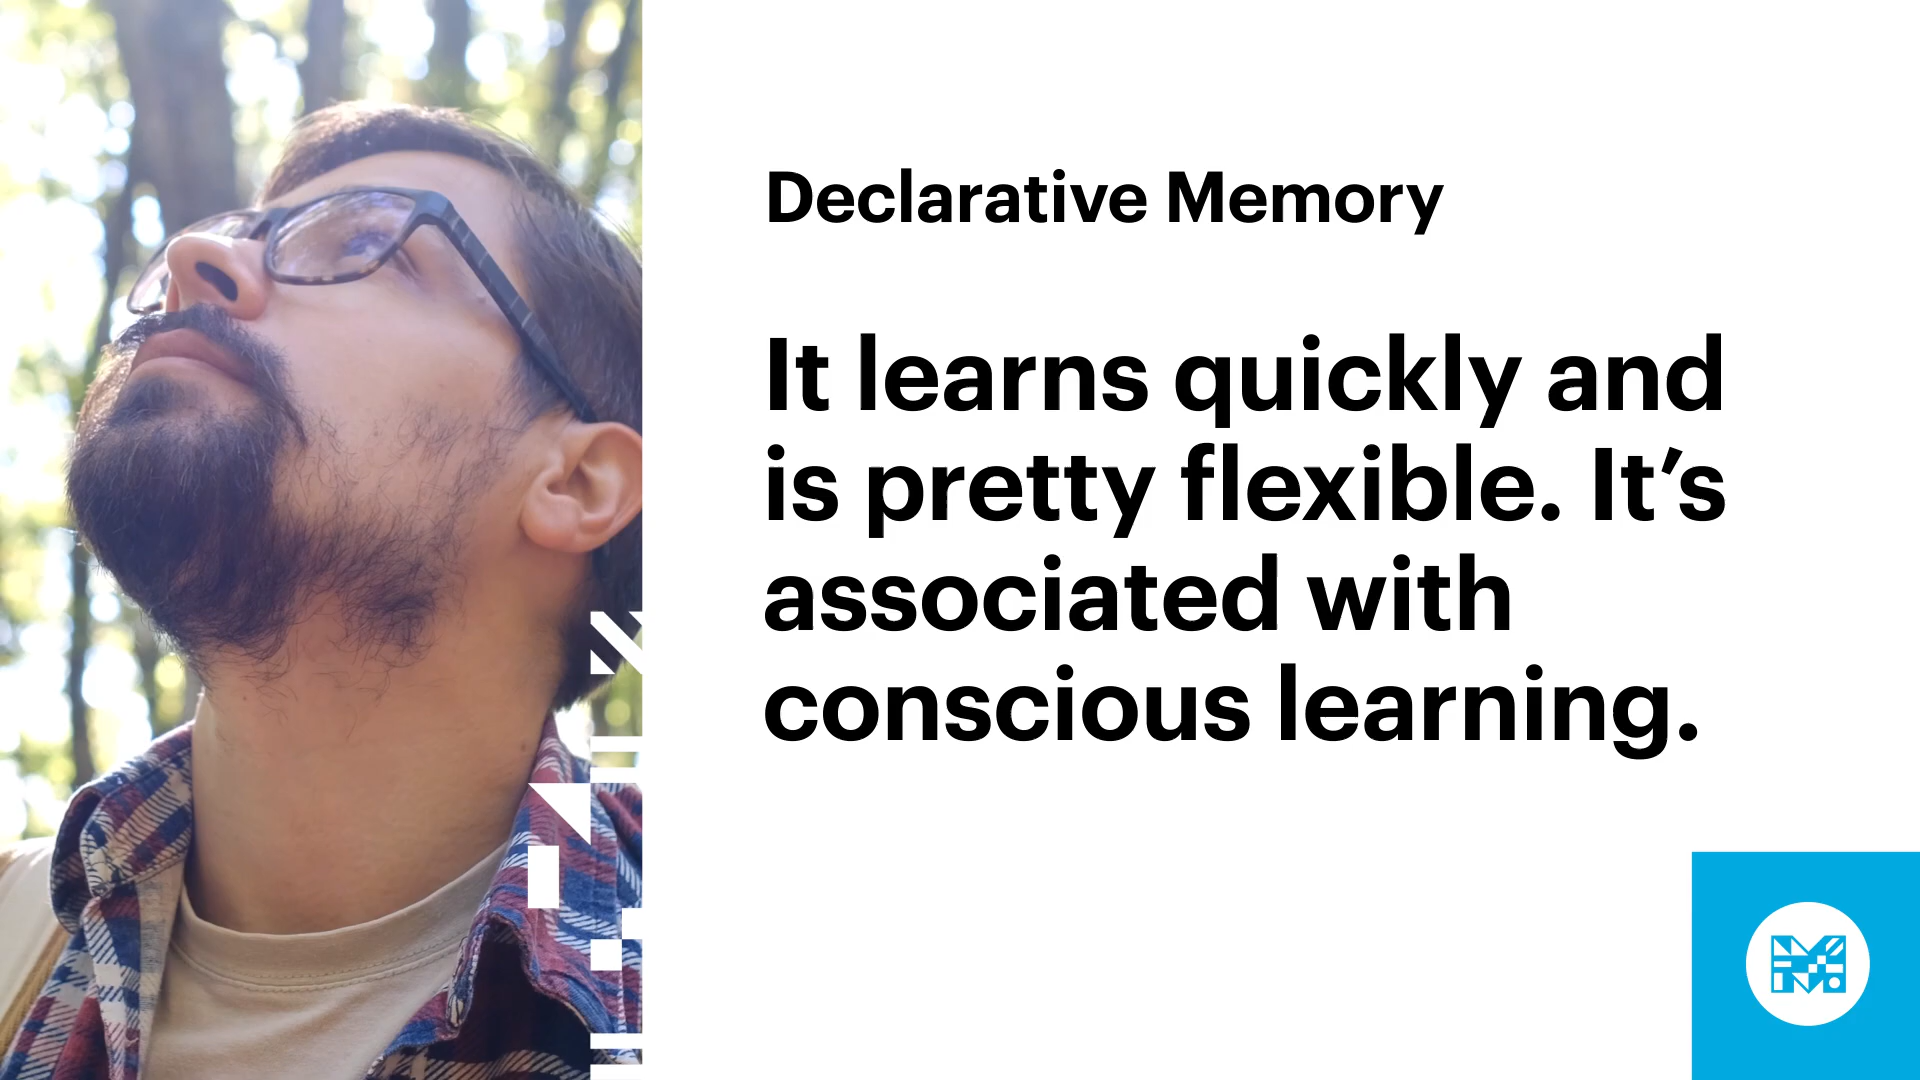 Declarative Memory
It learns quickly and
is pretty flexible. It’s
associated with
conscious learning.